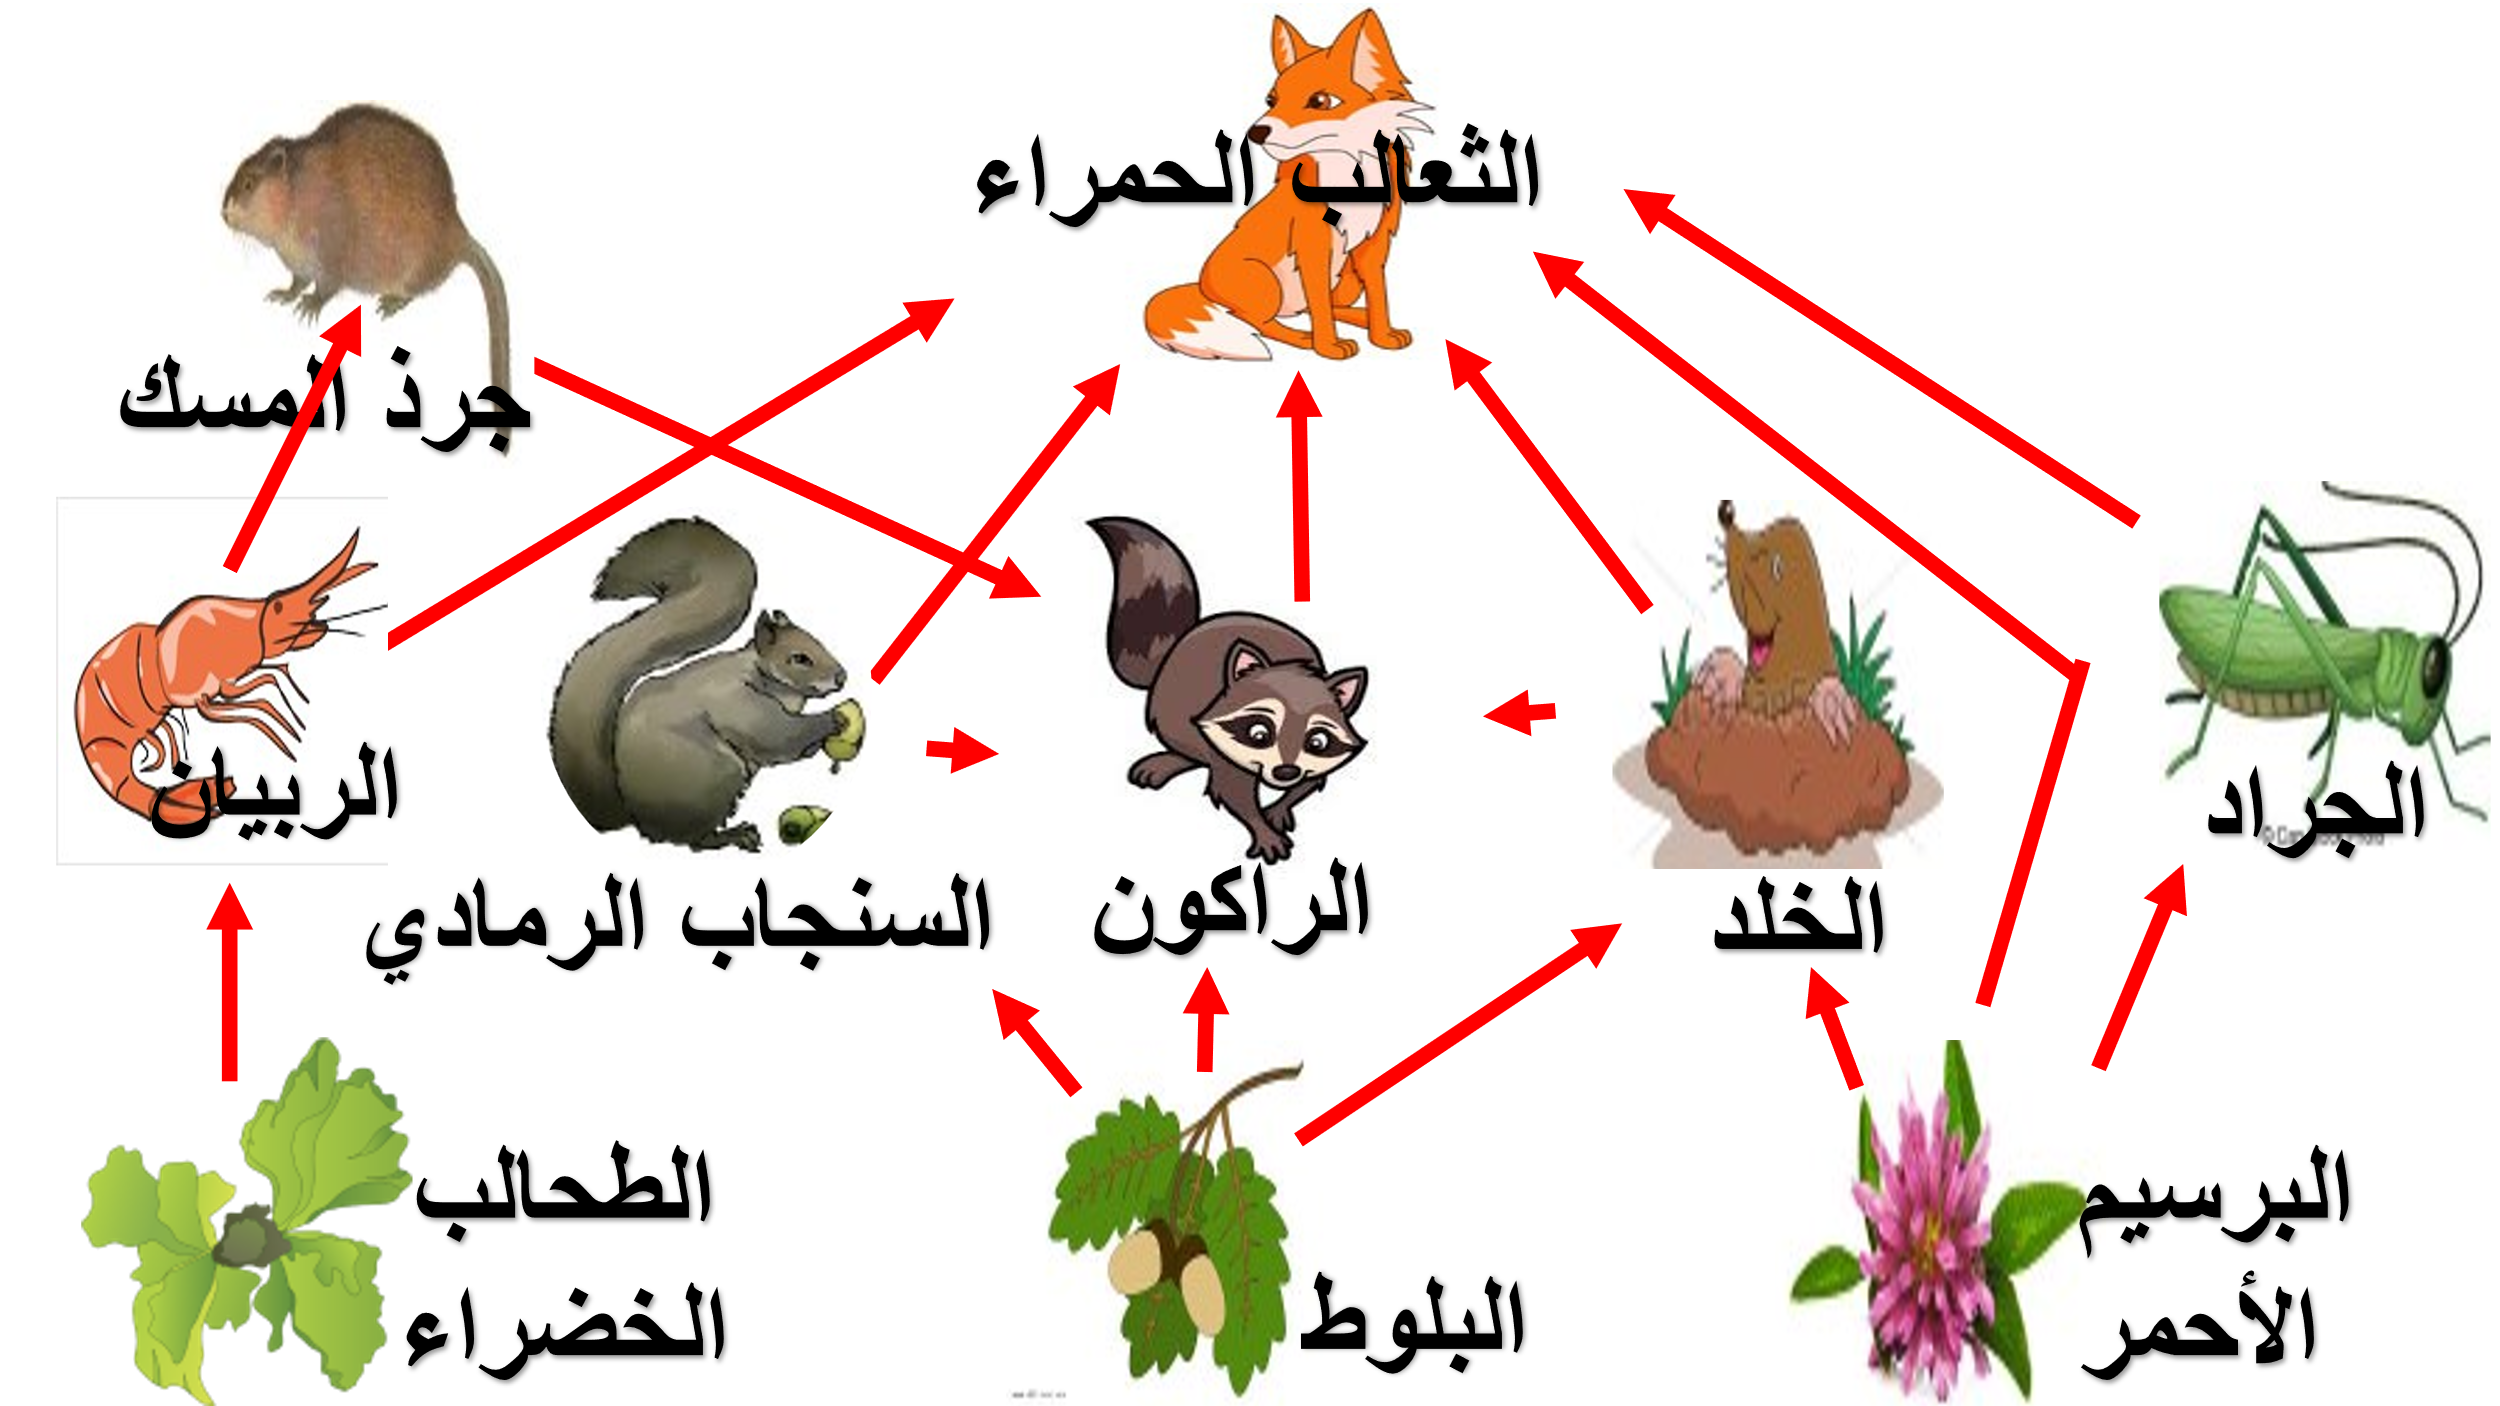 الثعالب الحمراء
جرذ المسك
الربيان
السنجاب الرمادي
الراكون
الخلد
الجراد
الطحالب
الخضراء
البلوط
البرسيم
الأحمر